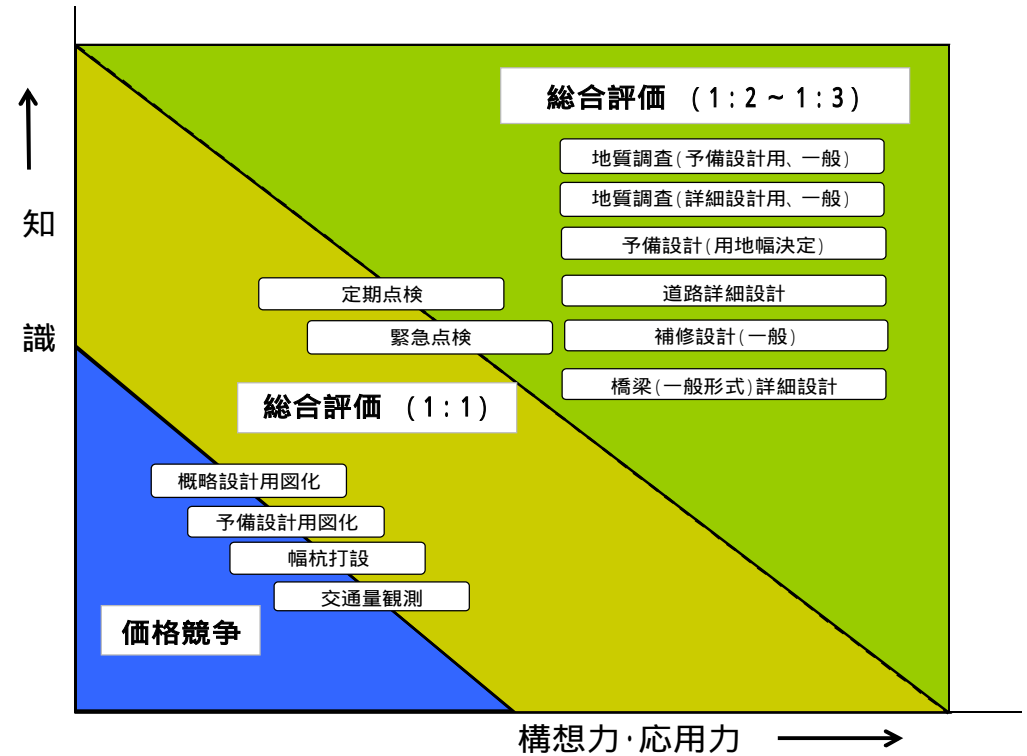 総合評価 (1:2~1:3)
地質調査(予備設計用、一般)
地質調査(詳細設計用、一般)
予備設計(用地幅決定)
道路詳細設計
補修設計(一般)
橋梁(一般形式)詳細設計
知
識
定期点検
緊急点検
総合評価 (1:1)
概略設計用図化
予備設計用図化
幅杭打設
交通量観測
価格競争
構想力・応用力